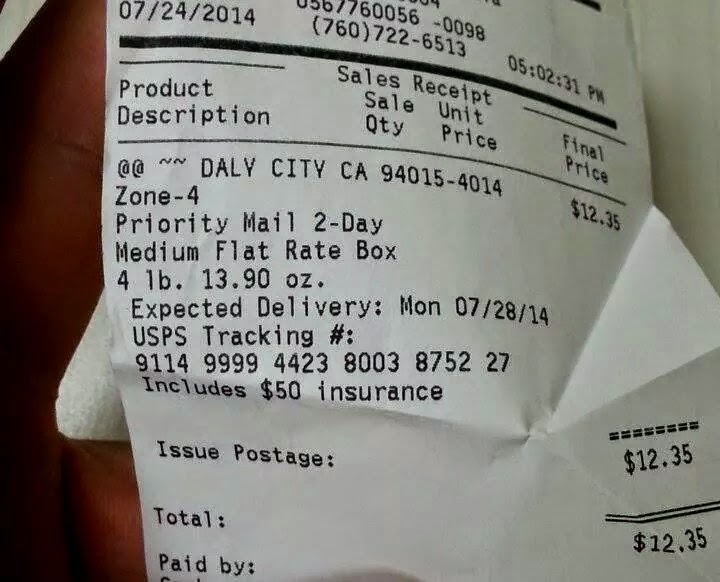 07/24/2014 0567760056 -0098
(760)722-6513 05:02:31 PM
Sales Receipt
Product Sale Unit Final
Description Qty Price Price
@@ ~~ DALY CITY CA 94015-4014 $12.35
Zone-4
Priority Mail 2-Day
Medium Flat Rate Box
4 lb. 13.90 oz.
Expected Delivery: Mon 07/28/14
USPS Tracking #:
9114 9999 4423 8003 8752 27
Includes $50 insurance
========
Issue Postage: $12.35
Total: $12.35
Paid by: